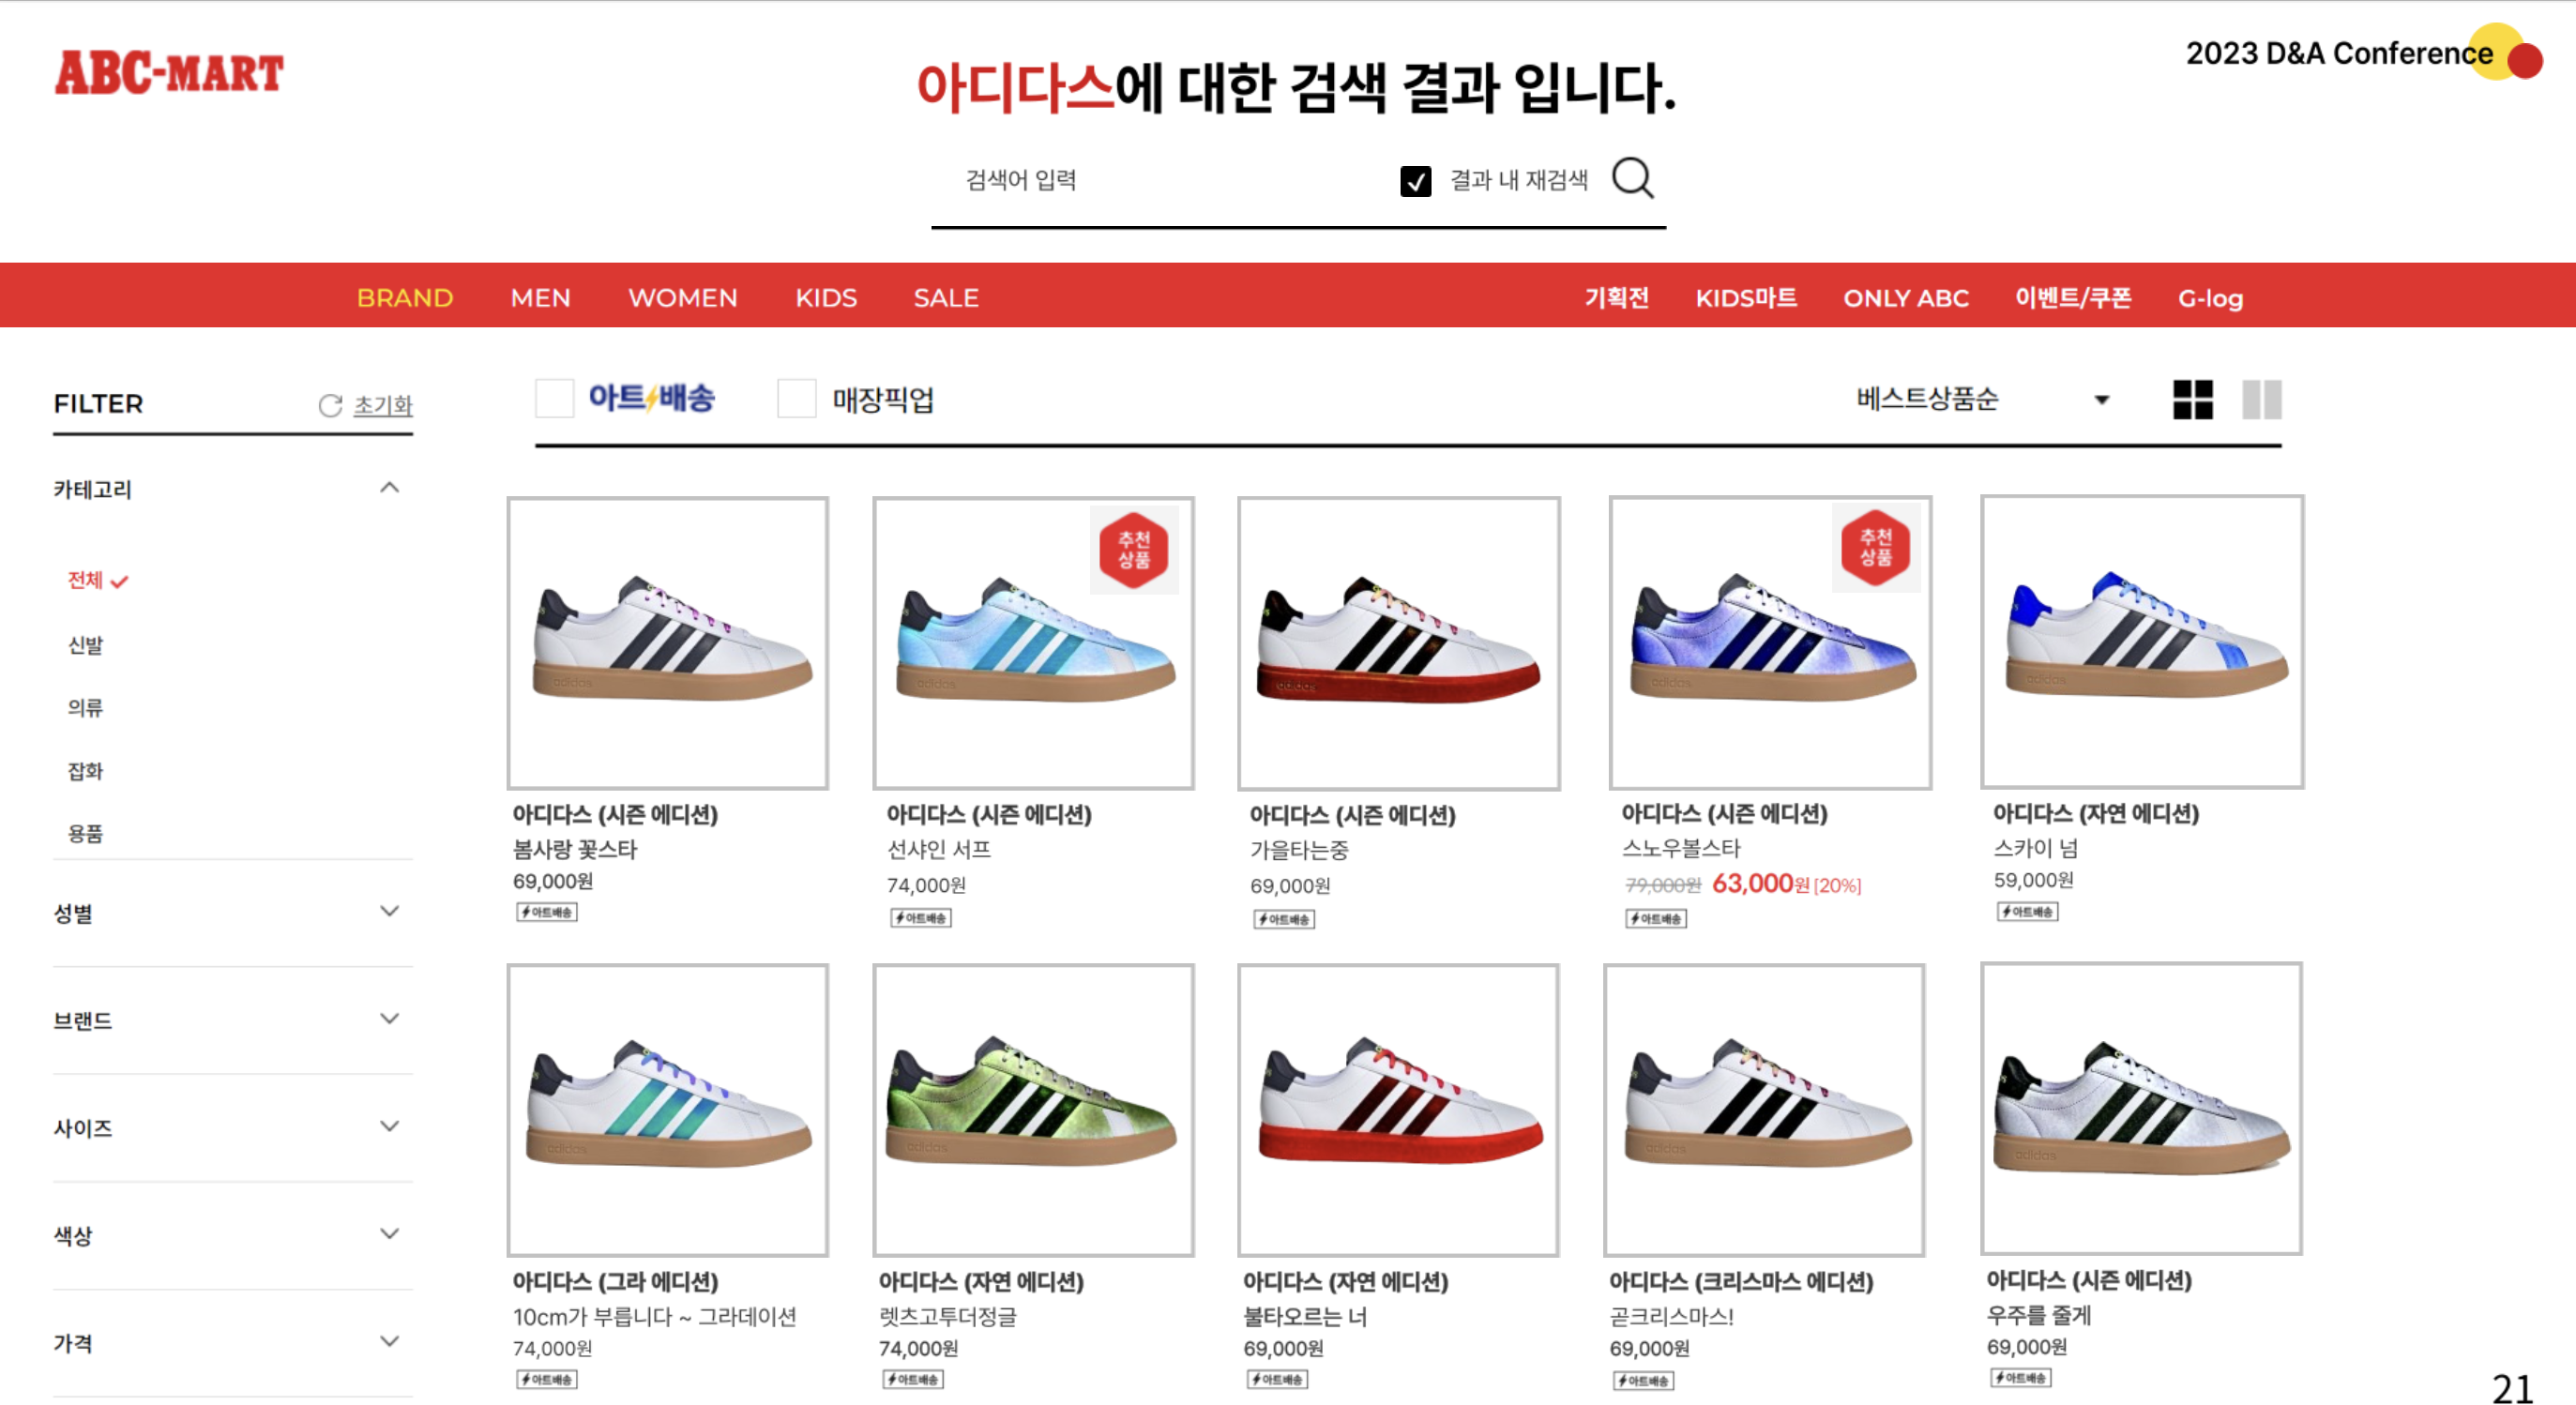 ABC-MART
2023 D&A Conference
아디다스에 대한 검색 결과 입니다.
검색어 입력
결과 내 재검색
BRAND MEN WOMEN KIDS SALE 기획전 KIDS마트 ONLY ABC 이벤트/쿠폰 G-log
FILTER
초기화
카테고리
전체
신발
의류
잡화
용품
성별
브랜드
사이즈
색상
가격
아트배송
매장픽업
베스트상품순
adidas
아디다스 (시즌 에디션)
봄사랑 꽃스타
69,000원
아트배송
추천
상품
adidas
아디다스 (시즌 에디션)
선샤인 서프
74,000원
아트배송
adidas
아디다스 (시즌 에디션)
가을타는중
69,000원
아트배송
추천
상품
adidas
아디다스 (시즌 에디션)
스노우볼스타
79,000원 63,000원 [20%]
아트배송
adidas
아디다스 (자연 에디션)
스카이 넘
59,000원
아트배송
adidas
아디다스 (그라 에디션)
10cm가 부릅니다 ~ 그라데이션
74,000원
아트배송
adidas
아디다스 (자연 에디션)
렛츠고투더정글
74,000원
아트배송
아디다스 (자연 에디션)
불타오르는 너
69,000원
아트배송
adidas
아디다스 (크리스마스 에디션)
곧크리스마스!
69,000원
아트배송
adidas
아디다스 (시즌 에디션)
우주를 줄게
69,000원
아트배송
21